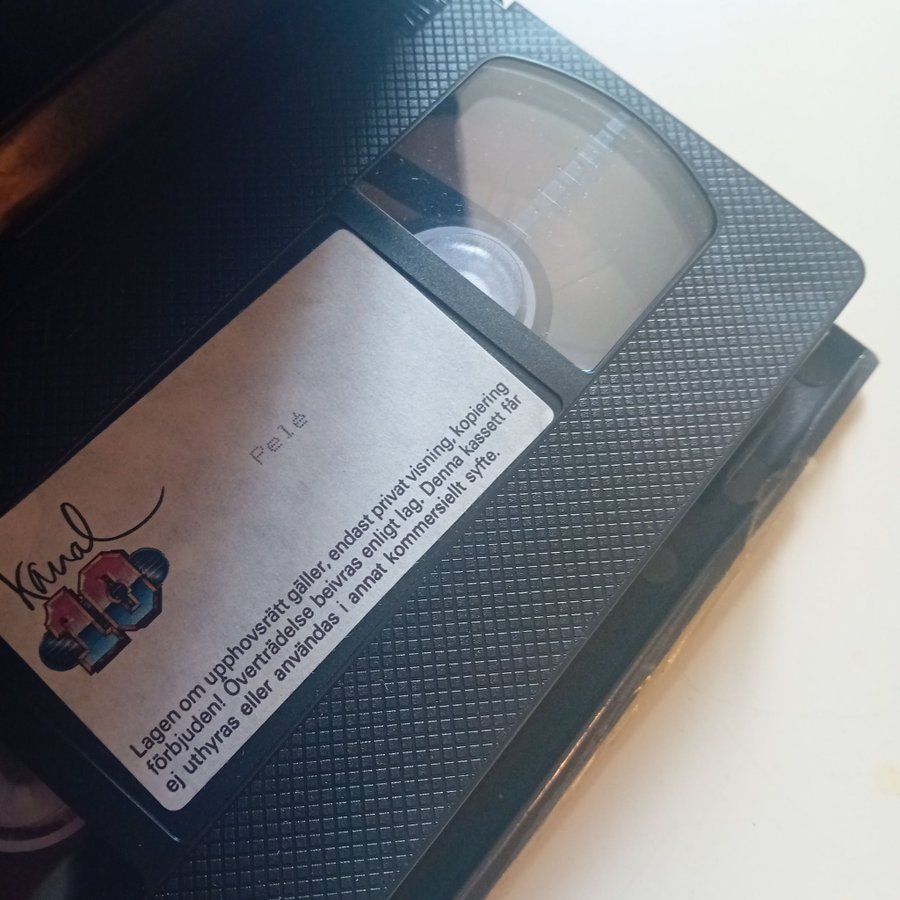 Pelé
Kanal
10
Lagen om upphovsrätt gäller, endast privat visning, kopiering
förbjuden! Överträdelse beivras enligt lag. Denna kassett får
ej uthyras eller användas i annat kommersiellt syfte.